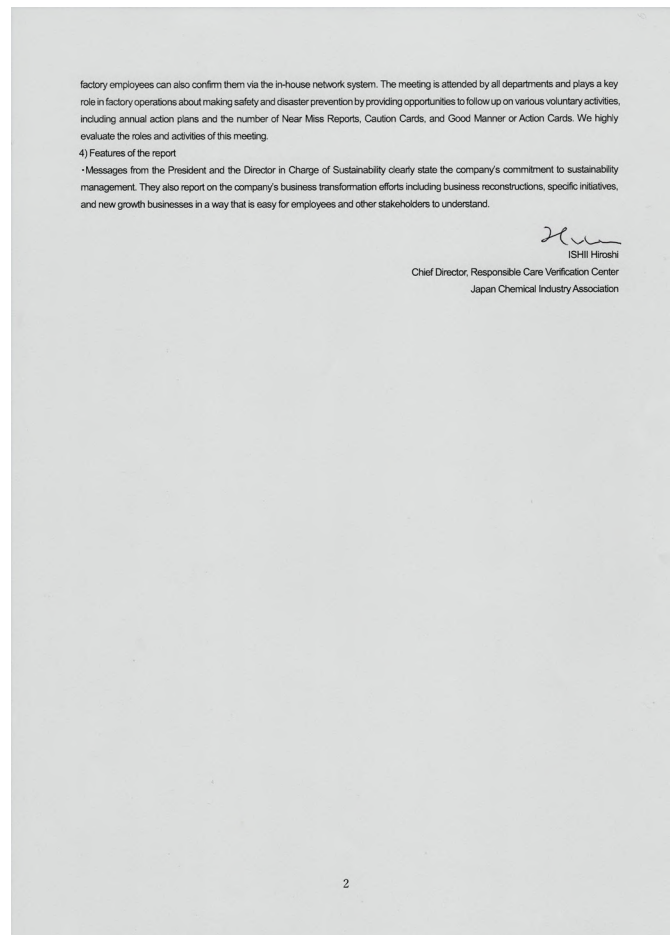 factory employees can also confirm them via the in-house network system. The meeting is attended by all departments and plays a key
role in factory operations about making safety and disaster prevention by providing opportunities to follow up on various voluntary activities,
including annual action plans and the number of Near Miss Reports, Caution Cards, and Good Manner or Action Cards. We highly
evaluate the roles and activities of this meeting.
4) Features of the report
・Messages from the President and the Director in Charge of Sustainability clearly state the company's commitment to sustainability
management. They also report on the company's business transformation efforts including business reconstructions, specific initiatives,
and new growth businesses in a way that is easy for employees and other stakeholders to understand.
ISHII Hiroshi
Chief Director, Responsible Care Verification Center
Japan Chemical Industry Association
2